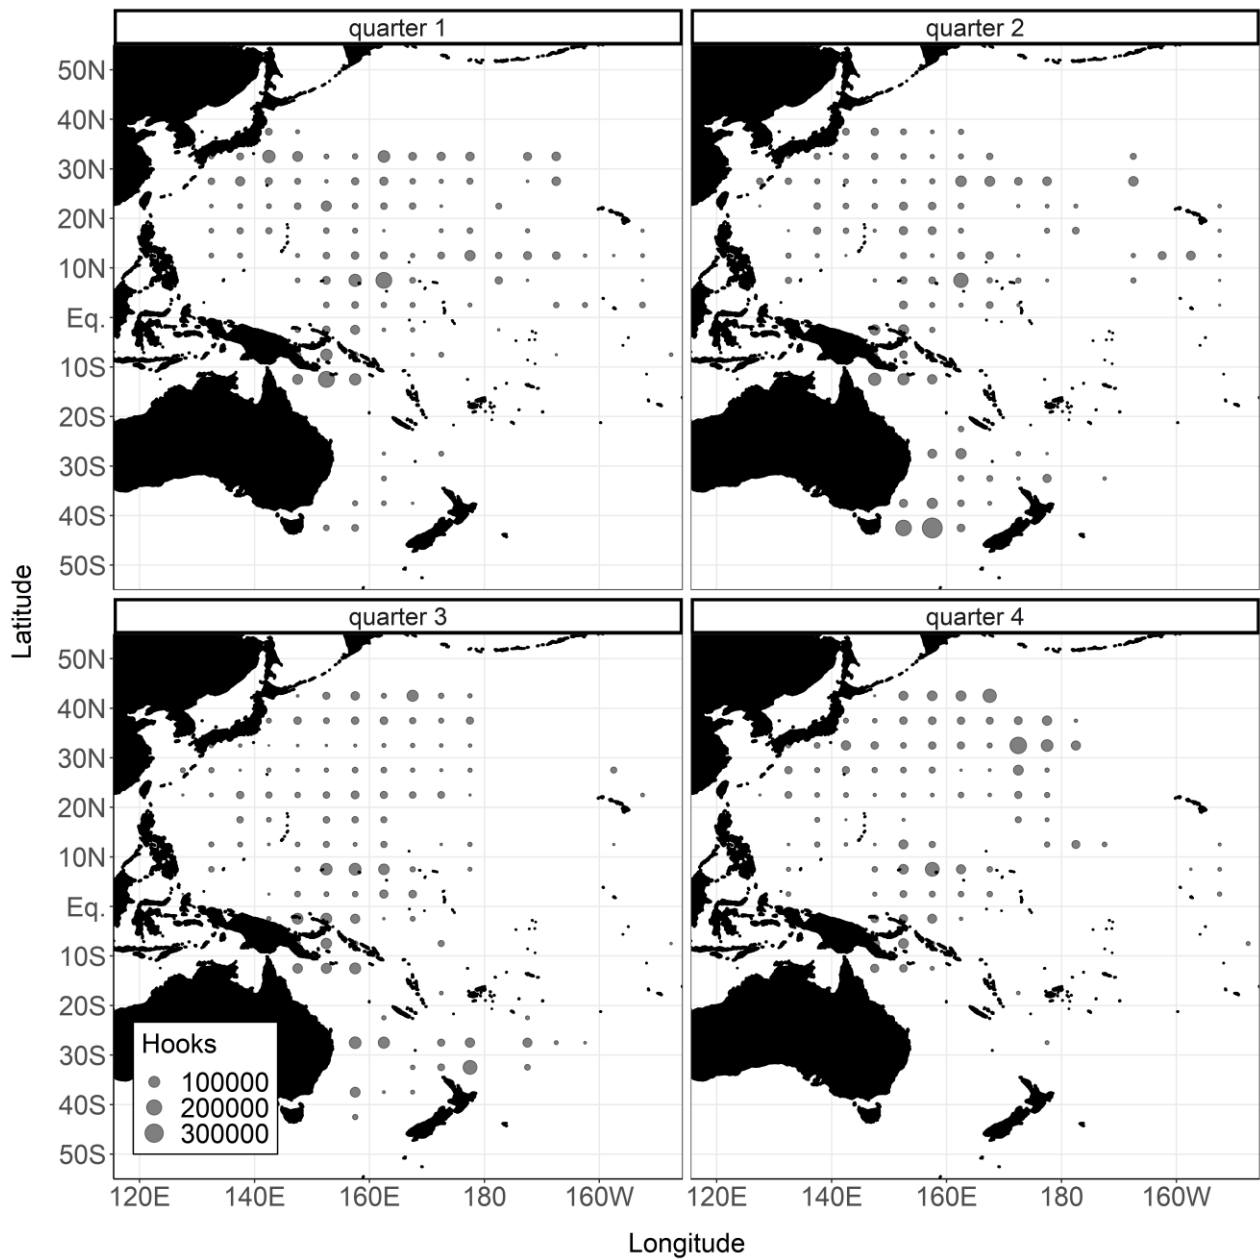 quarter 1
quarter 2
50N
40N
30N
20N
10N
Eq.
10S
20S
30S
40S
50S
quarter 3
quarter 4
50N
40N
30N
20N
10N
Eq.
10S
20S
30S
40S
50S
Hooks
100000
200000
300000
120E 140E 160E 180 160W
120E 140E 160E 180 160W
Latitude
Longitude